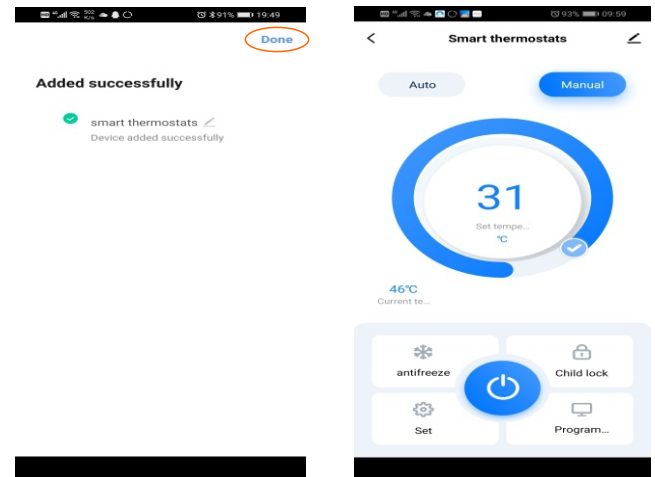 91% 19:49
Done
Added successfully
smart thermostats
Device added successfully
93% 09:59
Smart thermostats
Auto
Manual
31
Set tempe...
°C
46°C
Current te...
antifreeze
Child lock
Set
Program...